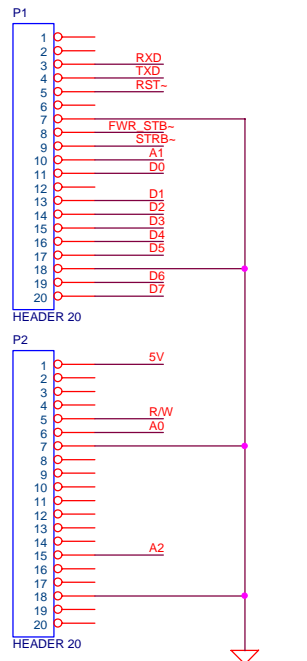 P1
1
2
3 RXD
4 TXD
5 RST~
6
7
8 FWR_STB~
9 STRB~
10 A1
11 D0
12
13 D1
14 D2
15 D3
16 D4
17 D5
18
19 D6
20 D7
HEADER 20
P2
1 5V
2
3
4
5 R/W
6 A0
7
8
9
10
11
12
13
14
15 A2
16
17
18
19
20
HEADER 20